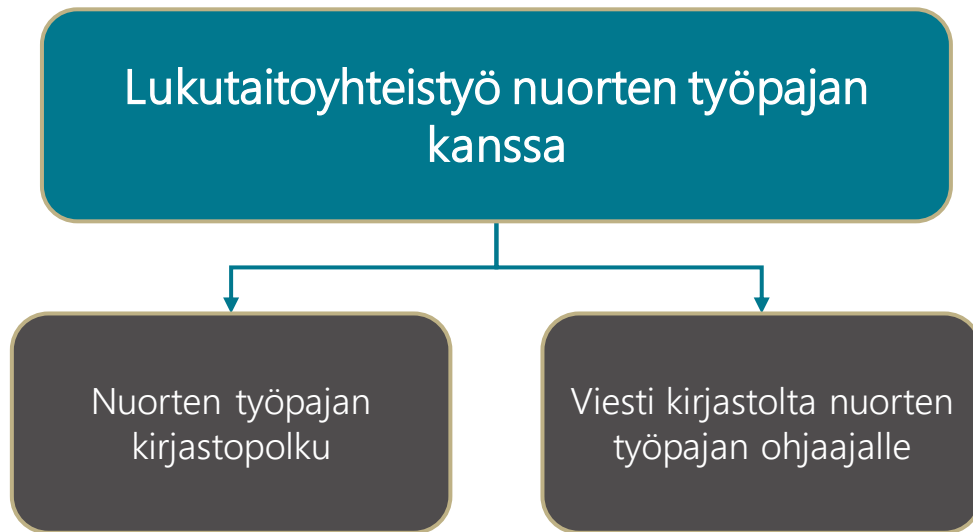 Lukutaitoyhteistyö nuorten työpajan
kanssa
Nuorten työpajan
kirjastopolku
Viesti kirjastolta nuorten
työpajan ohjaajalle